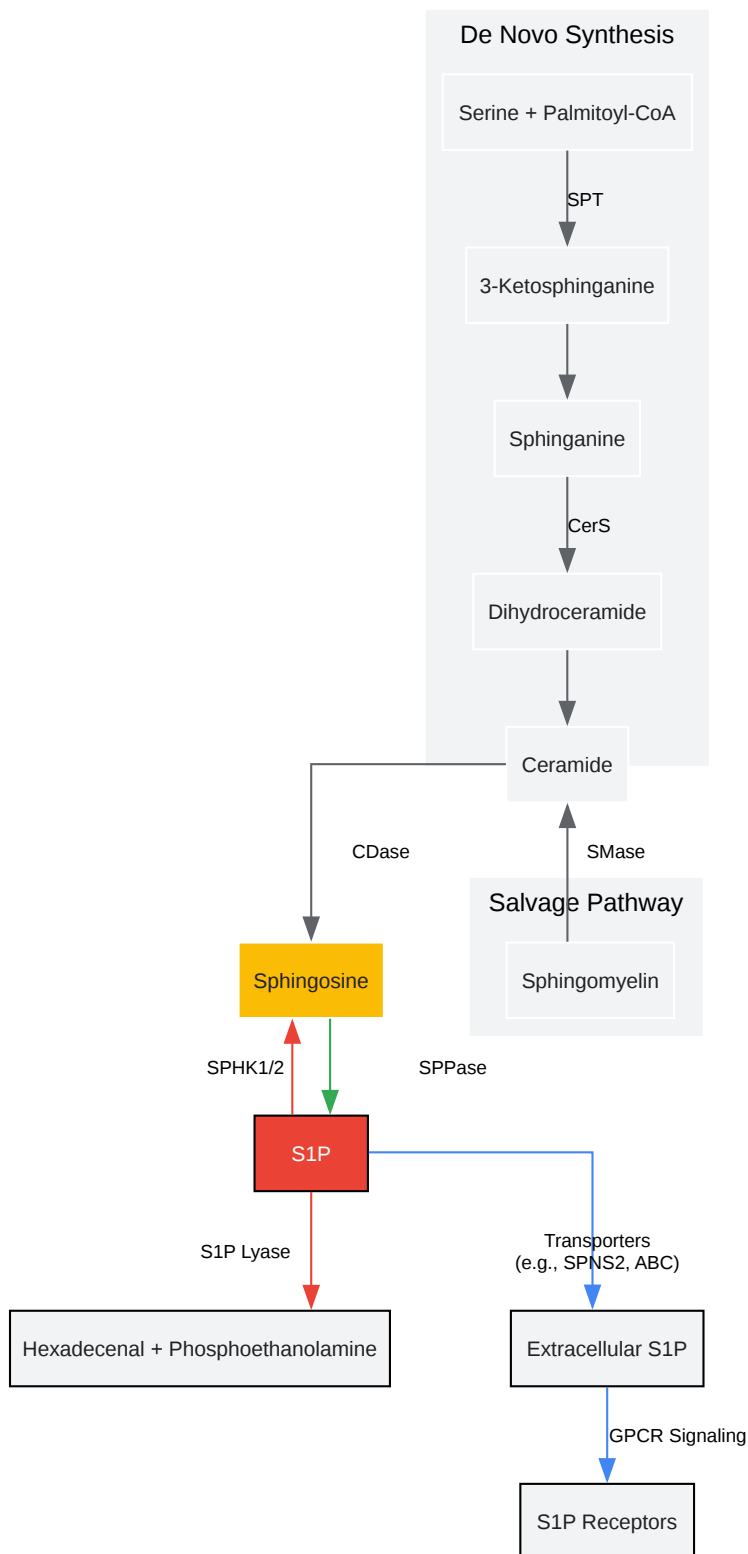 De Novo Synthesis
Serine + Palmitoyl-CoA
SPT
3-Ketosphinganine
Sphinganine
CerS
Dihydroceramide
Ceramide
CDase
SMase
Salvage Pathway
Sphingosine
Sphingomyelin
SPHK1/2
SPPase
S1P
S1P Lyase
Transporters
(e.g., SPNS2, ABC)
Hexadecenal + Phosphoethanolamine
Extracellular S1P
GPCR Signaling
S1P Receptors